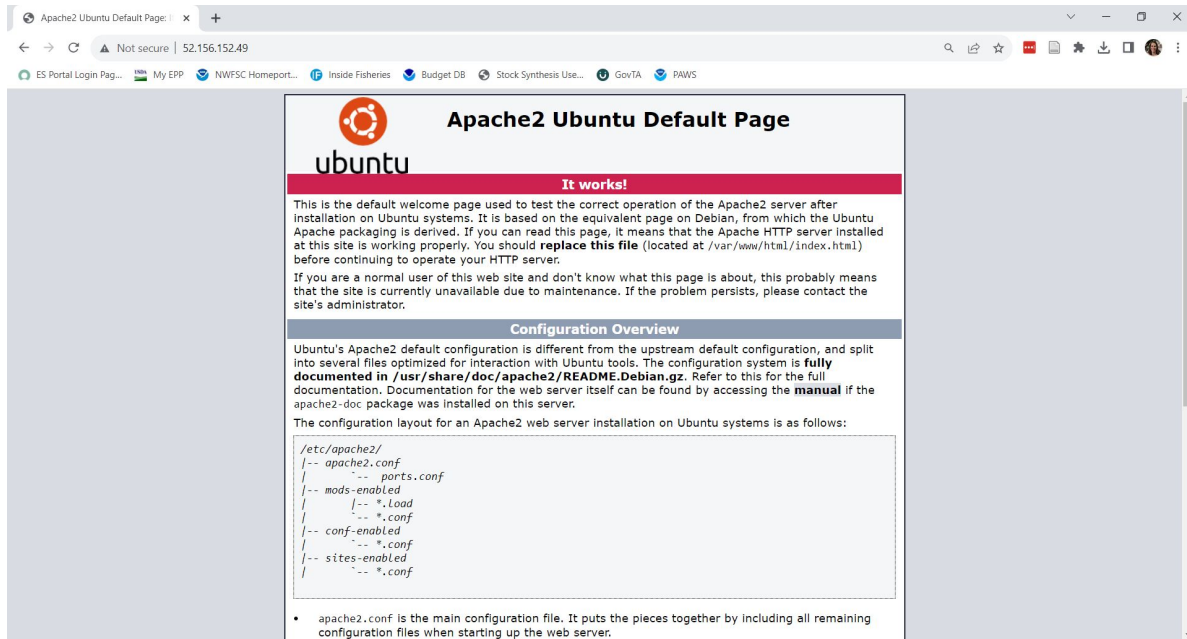 Apache2 Ubuntu Default Page: I
Not secure | 52.156.152.49
ES Portal Login Pag... My EPP NWFSC Homeport... Inside Fisheries Budget DB Stock Synthesis Use... GovTA PAWS
ubuntu
Apache2 Ubuntu Default Page
It works!
This is the default welcome page used to test the correct operation of the Apache2 server after
installation on Ubuntu systems. It is based on the equivalent page on Debian, from which the Ubuntu
Apache packaging is derived. If you can read this page, it means that the Apache HTTP server installed
at this site is working properly. You should replace this file (located at /var/www/html/index.html)
before continuing to operate your HTTP server.
If you are a normal user of this web site and don't know what this page is about, this probably means
that the site is currently unavailable due to maintenance. If the problem persists, please contact the
site's administrator.
Configuration Overview
Ubuntu's Apache2 default configuration is different from the upstream default configuration, and split
into several files optimized for interaction with Ubuntu tools. The configuration system is fully
documented in /usr/share/doc/apache2/README.Debian.gz. Refer to this for the full
documentation. Documentation for the web server itself can be found by accessing the manual if the
apache2-doc package was installed on this server.
The configuration layout for an Apache2 web server installation on Ubuntu systems is as follows:
/etc/apache2/
|-- apache2.conf
|       `--  ports.conf
|-- mods-enabled
|       |-- *.load
|       `-- *.conf
|-- conf-enabled
|       `-- *.conf
|-- sites-enabled
|       `-- *.conf
• apache2.conf is the main configuration file. It puts the pieces together by including all remaining
configuration files when starting up the web server.